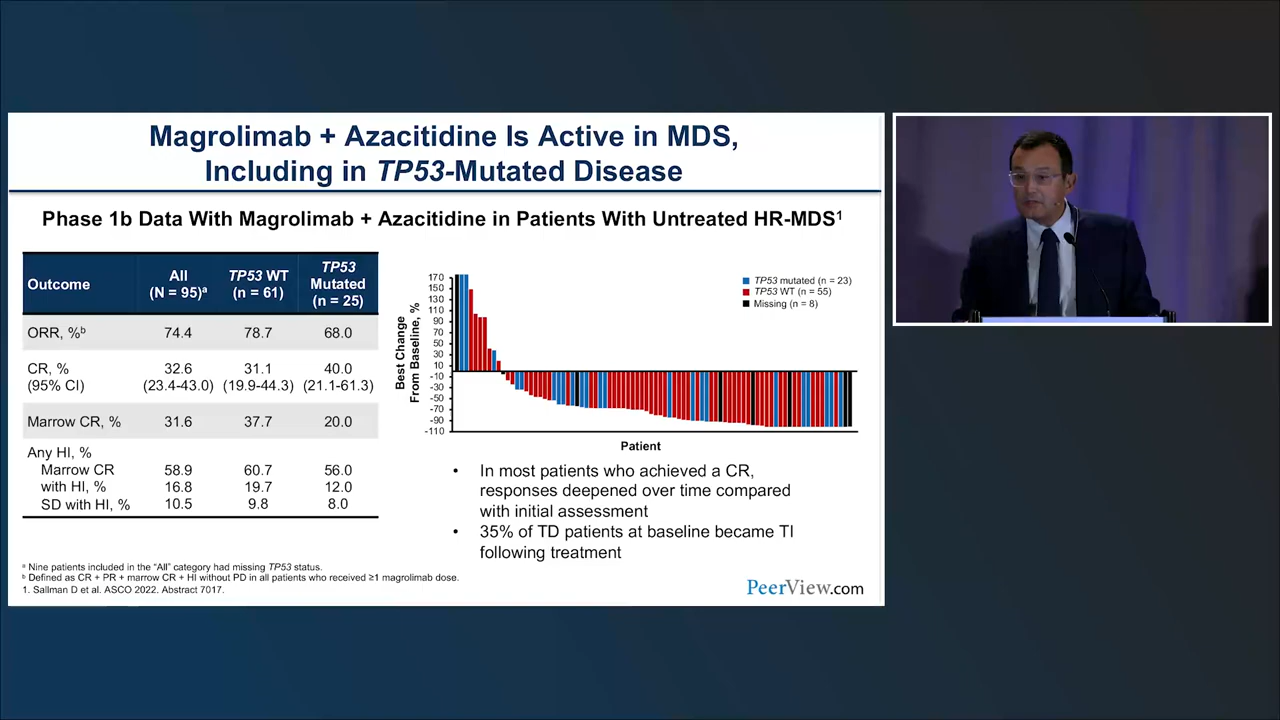 Magrolimab + Azacitidine Is Active in MDS,
Including in TP53-Mutated Disease
Phase 1b Data With Magrolimab + Azacitidine in Patients With Untreated HR-MDS1
Outcome
All
(N = 95)a
TP53 WT
(n = 61)
TP53
Mutated
(n = 25)
ORR, %b 74.4 78.7 68.0
CR, % 32.6 31.1 40.0
(95% CI) (23.4-43.0) (19.9-44.3) (21.1-61.3)
Marrow CR, % 31.6 37.7 20.0
Any HI, %
Marrow CR 58.9 60.7 56.0
with HI, % 16.8 19.7 12.0
SD with HI, % 10.5 9.8 8.0
Best Change
From Baseline, %
170
150
130
110
90
70
50
30
10
-10
-30
-50
-70
-90
-110
TP53 mutated (n = 23)
TP53 WT (n = 55)
Missing (n = 8)
Patient
• In most patients who achieved a CR,
responses deepened over time compared
with initial assessment
• 35% of TD patients at baseline became TI
following treatment
a Nine patients included in the “All” category had missing TP53 status.
b Defined as CR + PR + marrow CR + HI without PD in all patients who received ≥1 magrolimab dose.
1. Sallman D et al. ASCO 2022. Abstract 7017.
PeerView.com